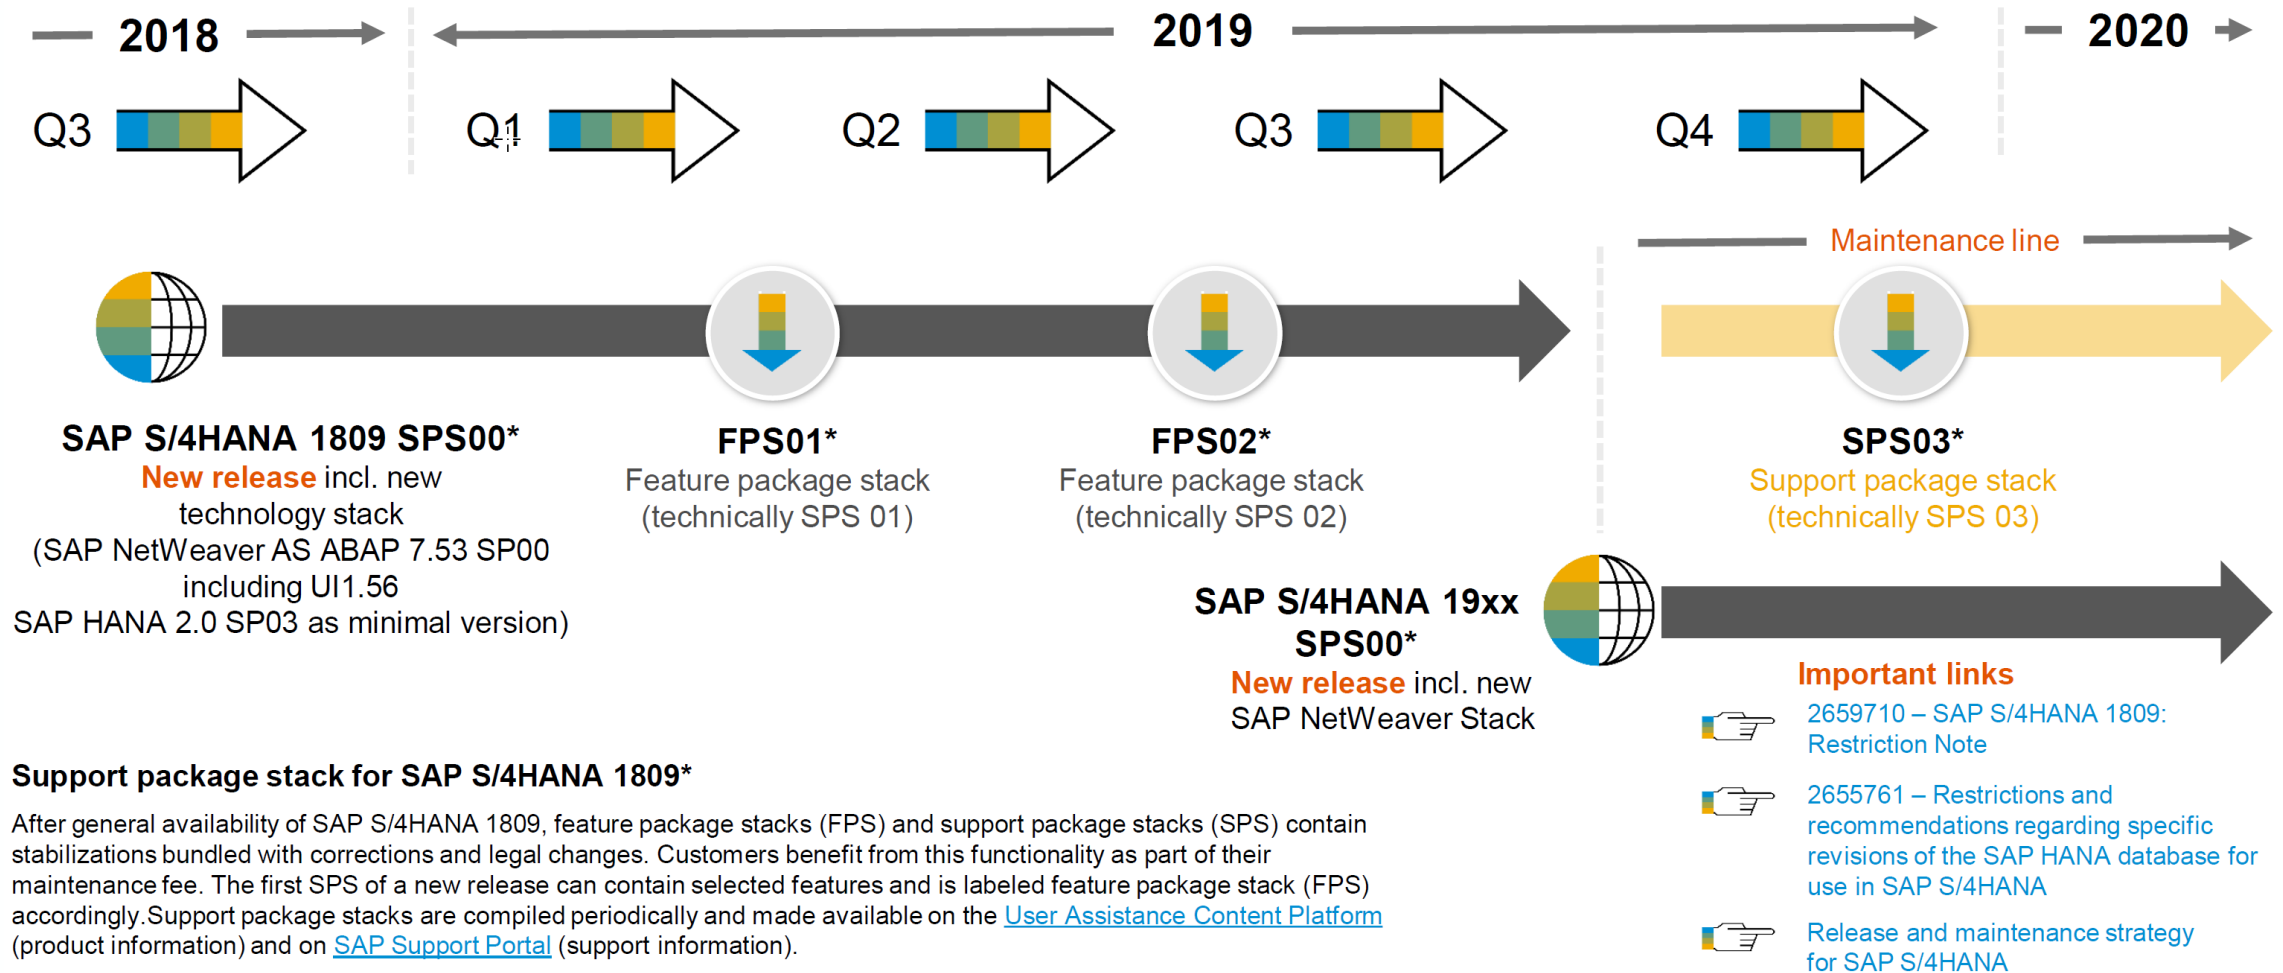 2018
2019
2020
Q3
Q1
Q2
Q3
Q4
Maintenance line
SAP S/4HANA 1809 SPS00*
New release incl. new
technology stack
(SAP NetWeaver AS ABAP 7.53 SP00
including UI1.56
SAP HANA 2.0 SP03 as minimal version)
FPS01*
Feature package stack
(technically SPS 01)
FPS02*
Feature package stack
(technically SPS 02)
SPS03*
Support package stack
(technically SPS 03)
SAP S/4HANA 19xx
SPS00*
New release incl. new
SAP NetWeaver Stack
Important links
2659710 – SAP S/4HANA 1809:
Restriction Note
2655761 – Restrictions and
recommendations regarding specific
revisions of the SAP HANA database for
use in SAP S/4HANA
Release and maintenance strategy
for SAP S/4HANA
Support package stack for SAP S/4HANA 1809*
After general availability of SAP S/4HANA 1809, feature package stacks (FPS) and support package stacks (SPS) contain
stabilizations bundled with corrections and legal changes. Customers benefit from this functionality as part of their
maintenance fee. The first SPS of a new release can contain selected features and is labeled feature package stack (FPS)
accordingly.Support package stacks are compiled periodically and made available on the User Assistance Content Platform
(product information) and on SAP Support Portal (support information).